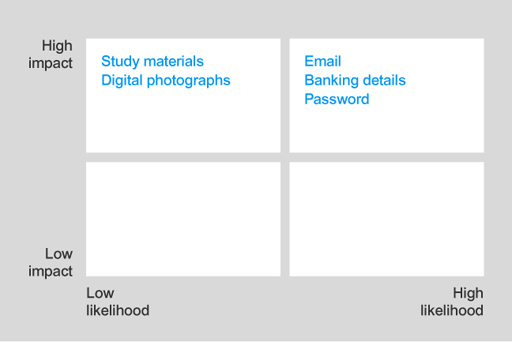 High
impact
Study materials
Digital photographs
Email
Banking details
Password
Low
impact
Low
likelihood
High
likelihood